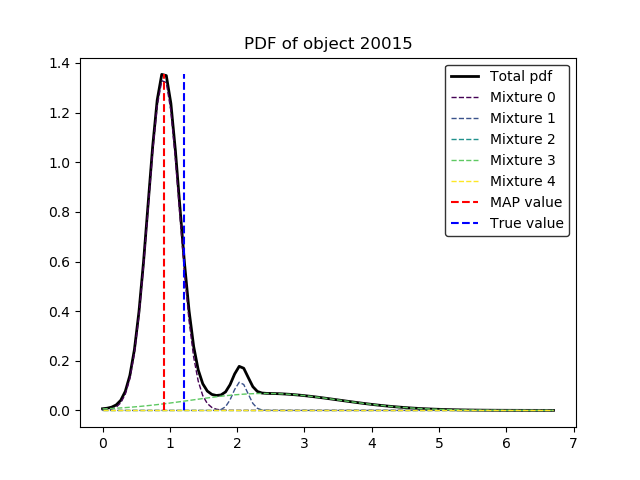 PDF of object 20015
1.4
1.2
1.0
0.8
0.6
0.4
0.2
0.0
0 1 2 3 4 5 6 7
Total pdf
Mixture 0
Mixture 1
Mixture 2
Mixture 3
Mixture 4
MAP value
True value